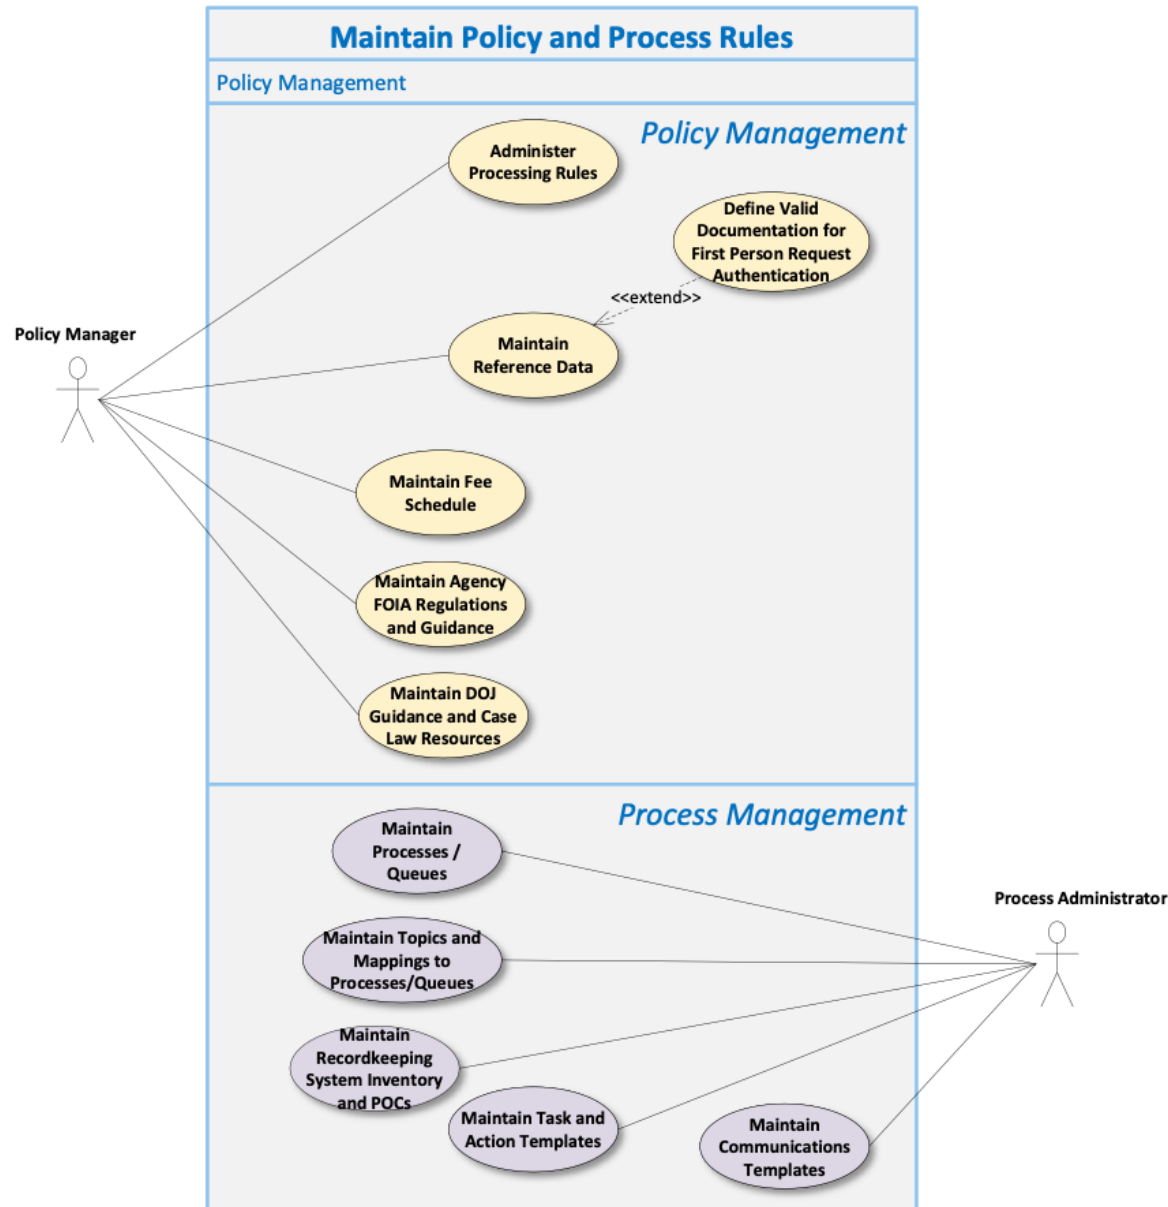 Maintain Policy and Process Rules
Policy Management
Policy Management
Administer
Processing Rules
Define Valid
Documentation for
First Person Request
Authentication
<<extend>>
Policy Manager
Maintain
Reference Data
Maintain Fee
Schedule
Maintain Agency
FOIA Regulations
and Guidance
Maintain DOJ
Guidance and Case
Law Resources
Process Management
Maintain
Processes /
Queues
Process Administrator
Maintain Topics and
Mappings to
Processes/Queues
Maintain
Recordkeeping
System Inventory
and POCs
Maintain Task and
Action Templates
Maintain
Communications
Templates